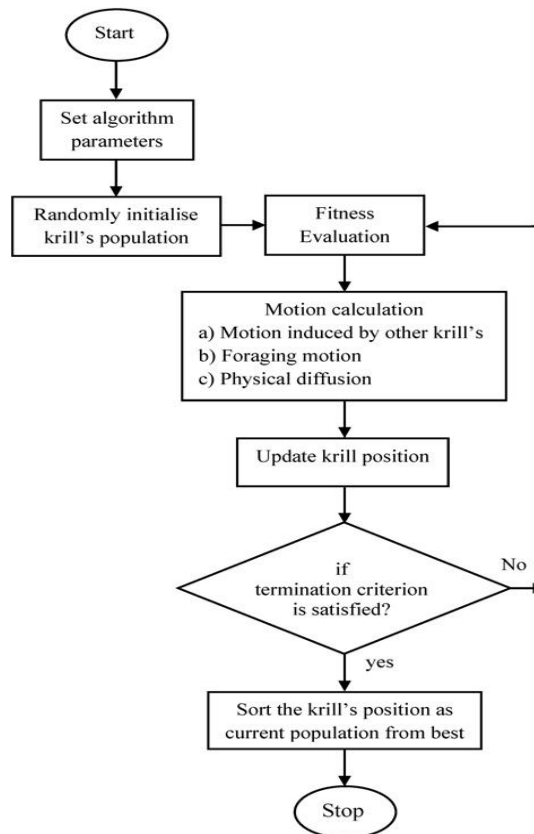 Start
Set algorithm
parameters
Randomly initialise
krill's population
Fitness
Evaluation
Motion calculation
a) Motion induced by other krill's
b) Foraging motion
c) Physical diffusion
Update krill position
if
termination criterion
is satisfied?
No
yes
Sort the krill's position as
current population from best
Stop